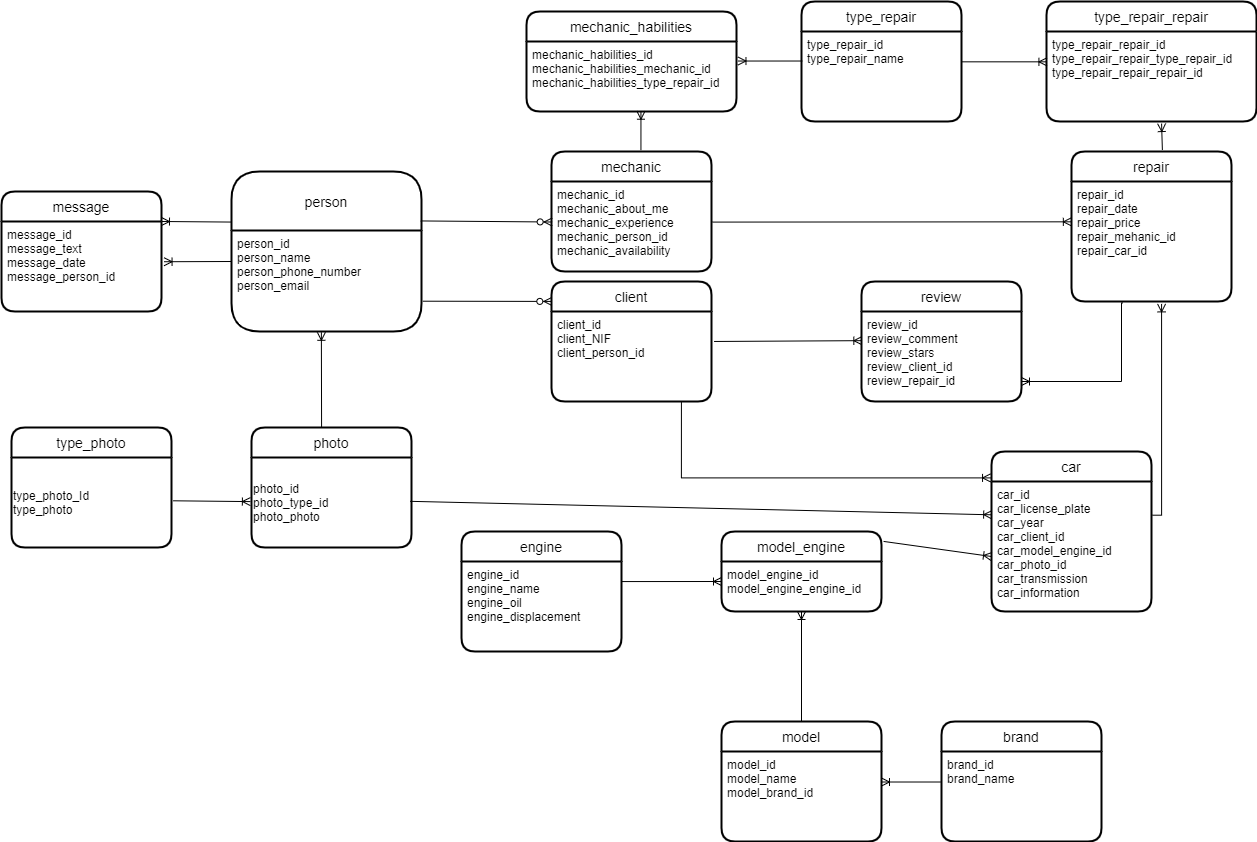 mechanic_habilities
mechanic_habilities_id
mechanic_habilities_mechanic_id
mechanic_habilities_type_repair_id
type_repair
type_repair_id
type_repair_name
type_repair_repair
type_repair_repair_id
type_repair_repair_type_repair_id
type_repair_repair_repair_id
message
message_id
message_text
message_date
message_person_id
person
person_id
person_name
person_phone_number
person_email
mechanic
mechanic_id
mechanic_about_me
mechanic_experience
mechanic_person_id
mechanic_availability
repair
repair_id
repair_date
repair_price
repair_mehanic_id
repair_car_id
client
client_id
client_NIF
client_person_id
review
review_id
review_comment
review_stars
review_client_id
review_repair_id
type_photo
type_photo_Id
type_photo
photo
photo_id
photo_type_id
photo_photo
car
car_id
car_license_plate
car_year
car_client_id
car_model_engine_id
car_photo_id
car_transmission
car_information
engine
engine_id
engine_name
engine_oil
engine_displacement
model_engine
model_engine_id
model_engine_engine_id
model
model_id
model_name
model_brand_id
brand
brand_id
brand_name